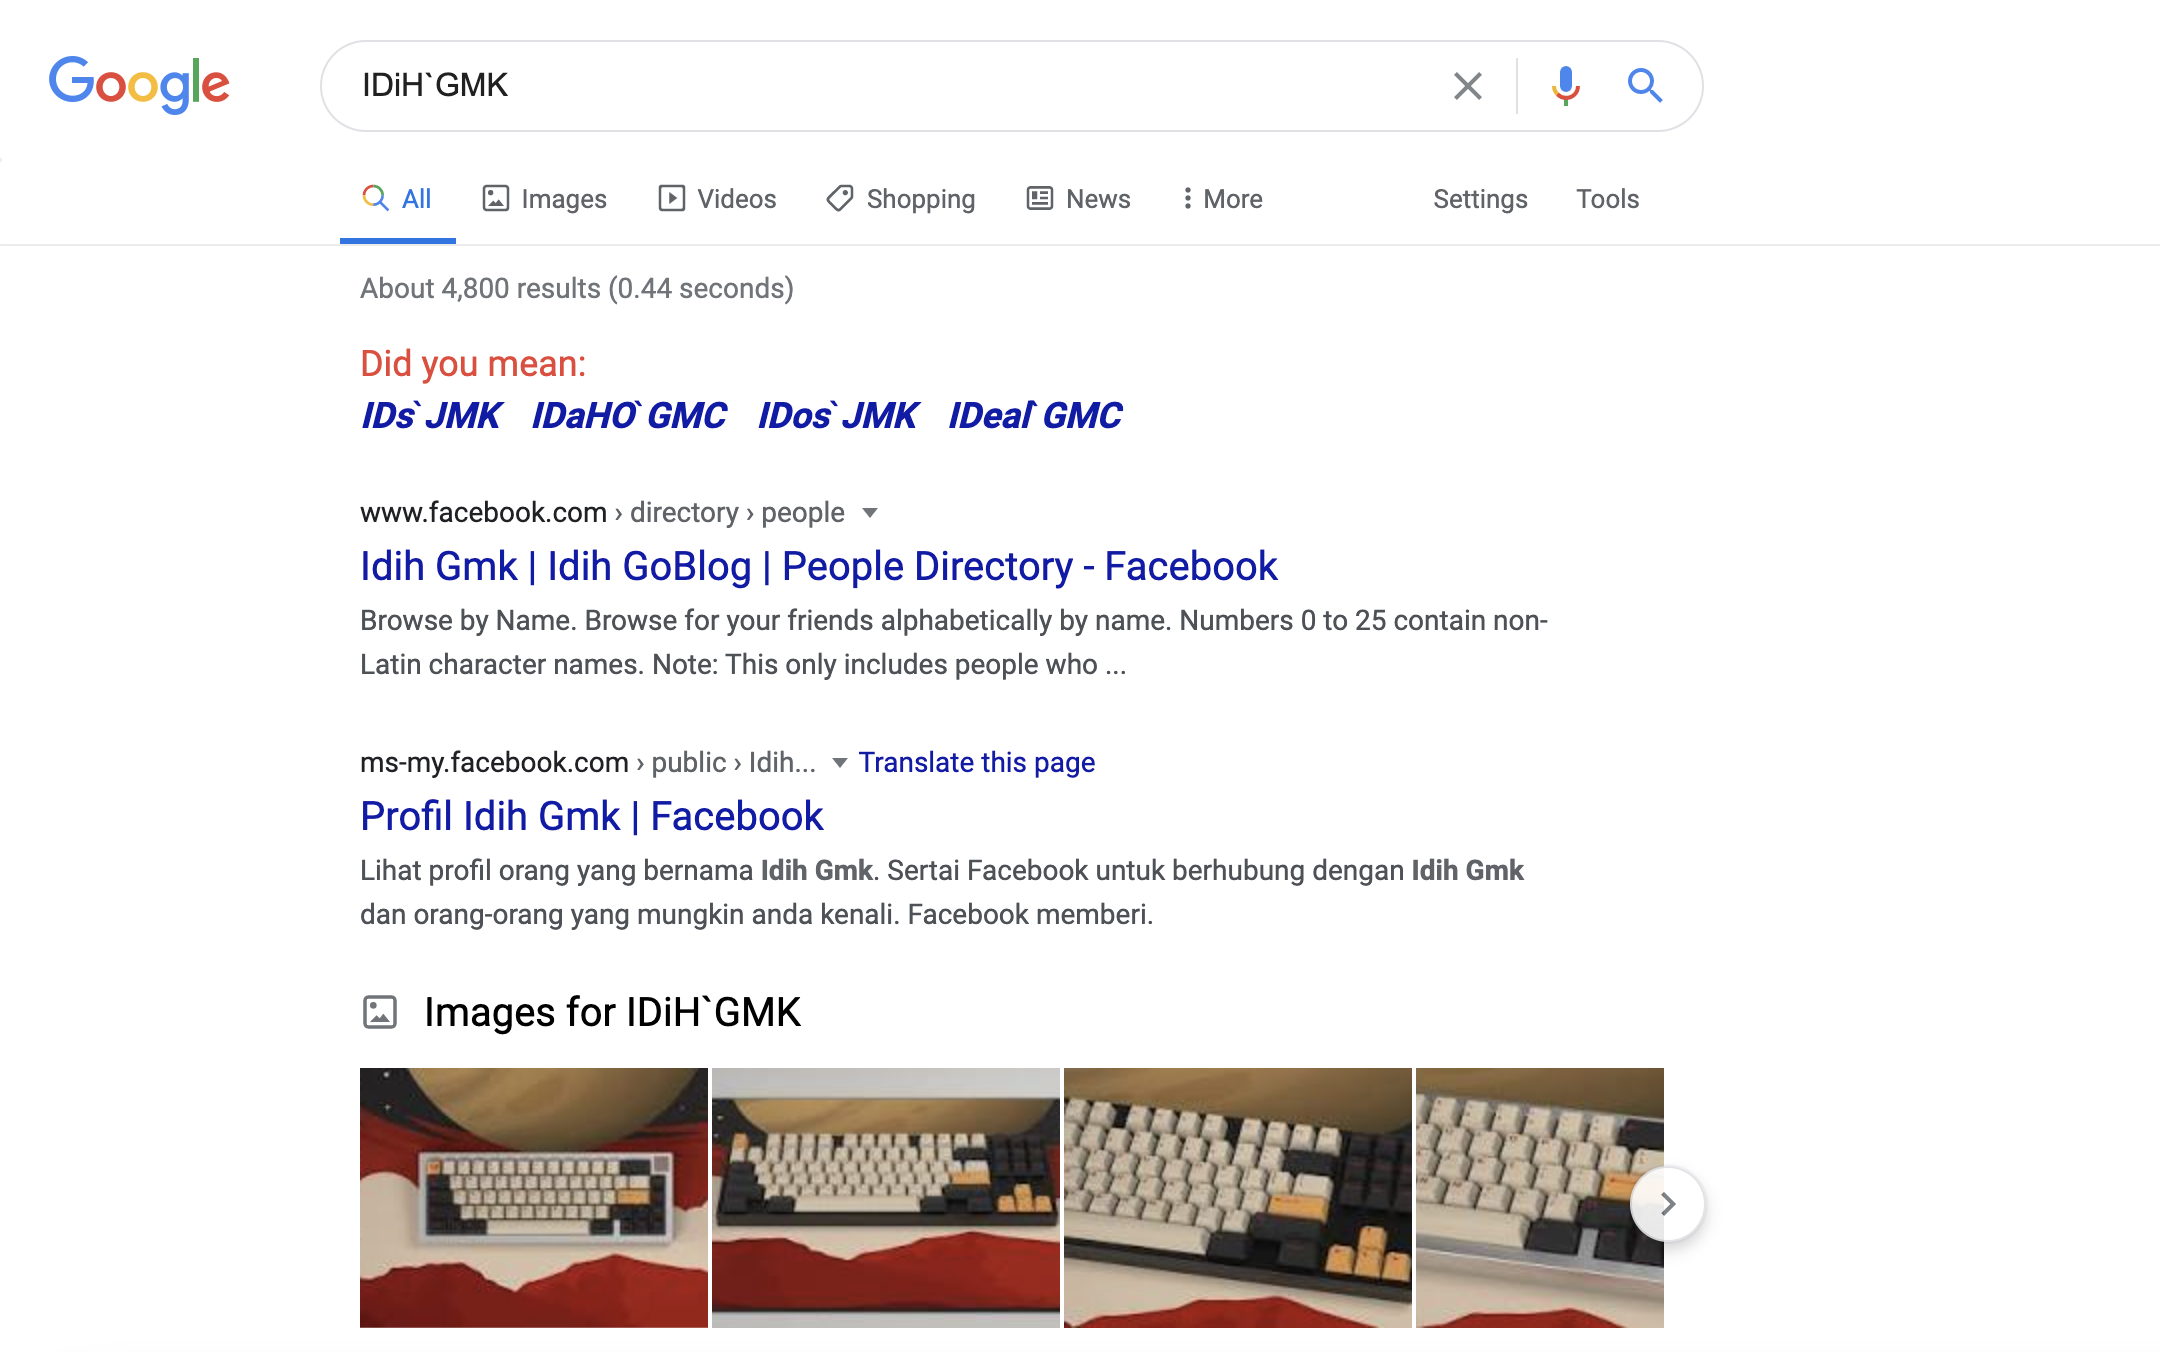 Google
IDiH`GMK
All Images Videos Shopping News More Settings Tools
About 4,800 results (0.44 seconds)
Did you mean:
IDs`JMK IDaHO`GMC IDos`JMK IDeal`GMC
www.facebook.com › directory › people
Idih Gmk | Idih GoBlog | People Directory - Facebook
Browse by Name. Browse for your friends alphabetically by name. Numbers 0 to 25 contain non-
Latin character names. Note: This only includes people who ...
ms-my.facebook.com › public › Idih... Translate this page
Profil Idih Gmk | Facebook
Lihat profil orang yang bernama Idih Gmk. Sertai Facebook untuk berhubung dengan Idih Gmk
dan orang-orang yang mungkin anda kenali. Facebook memberi.
Images for IDiH`GMK